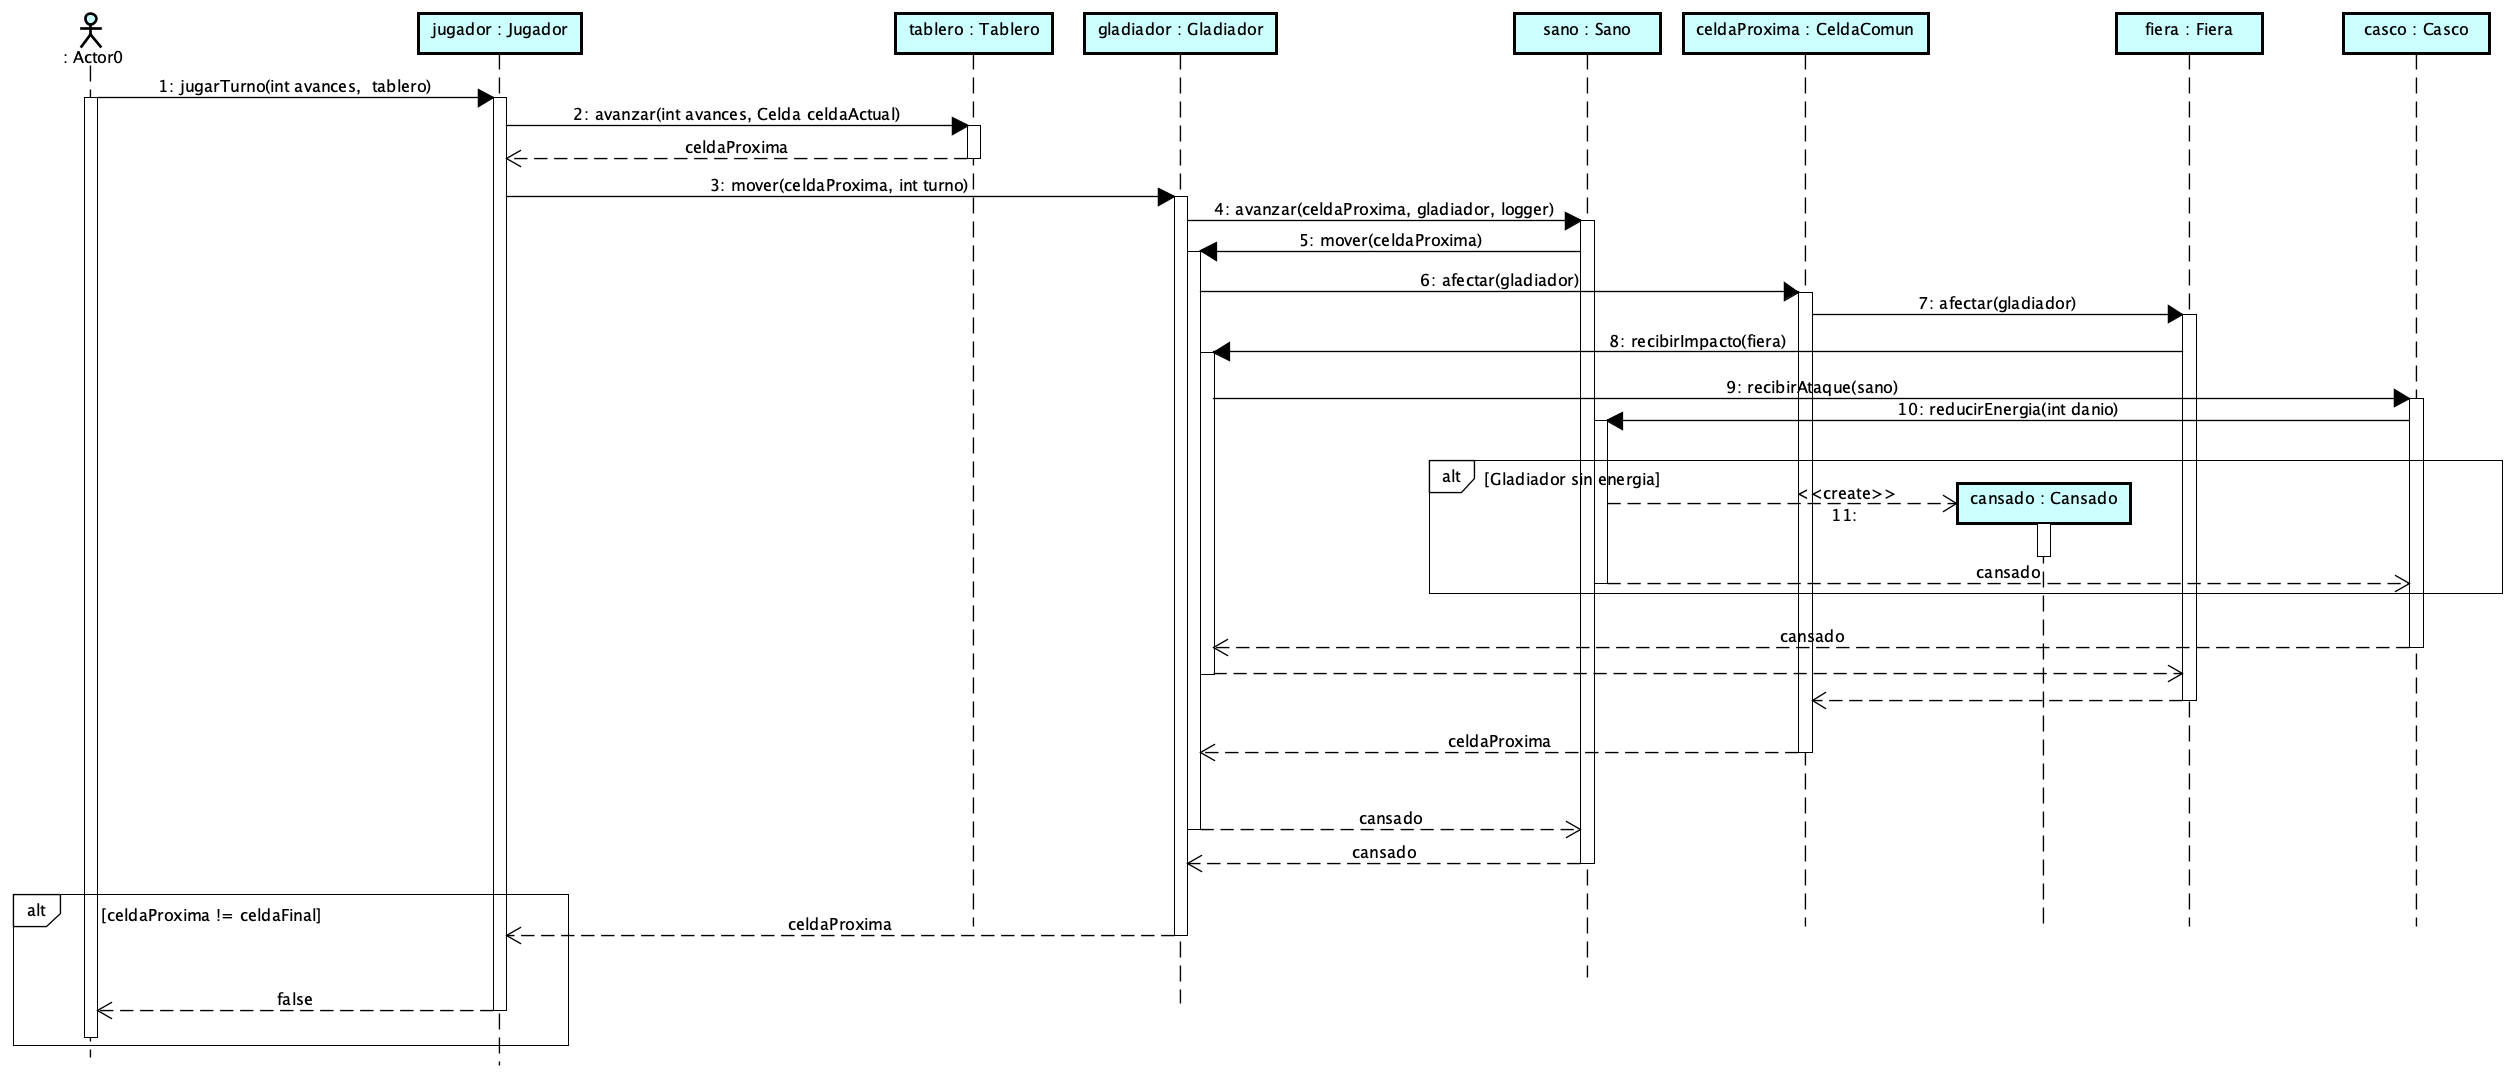 jugador : Jugador
tablero : Tablero
gladiador : Gladiador
sano : Sano
celdaProxima : CeldaComun
fiera : Fiera
casco : Casco
: Actor0
1: jugarTurno(int avances,  tablero)
2: avanzar(int avances, Celda celdaActual)
celdaProxima
3: mover(celdaProxima, int turno)
4: avanzar(celdaProxima, gladiador, logger)
5: mover(celdaProxima)
6: afectar(gladiador)
7: afectar(gladiador)
8: recibirImpacto(fiera)
9: recibirAtaque(sano)
10: reducirEnergia(int danio)
alt
[Gladiador sin energia]
<<create>>
11:
cansado : Cansado
cansado
cansado
celdaProxima
cansado
cansado
alt
[celdaProxima != celdaFinal]
celdaProxima
false